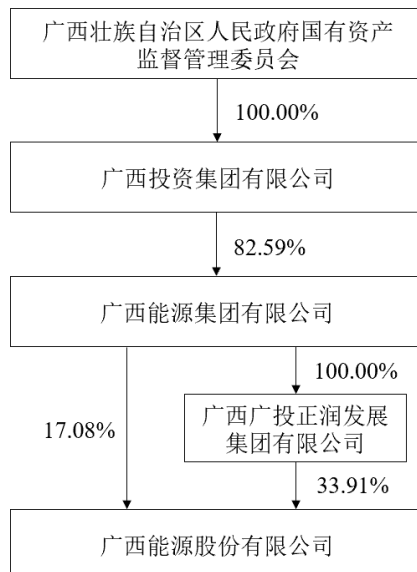 广西壮族自治区人民政府国有资产
监督管理委员会
100.00%
广西投资集团有限公司
82.59%
广西能源集团有限公司
100.00%
17.08%
广西广投正润发展
集团有限公司
33.91%
广西能源股份有限公司